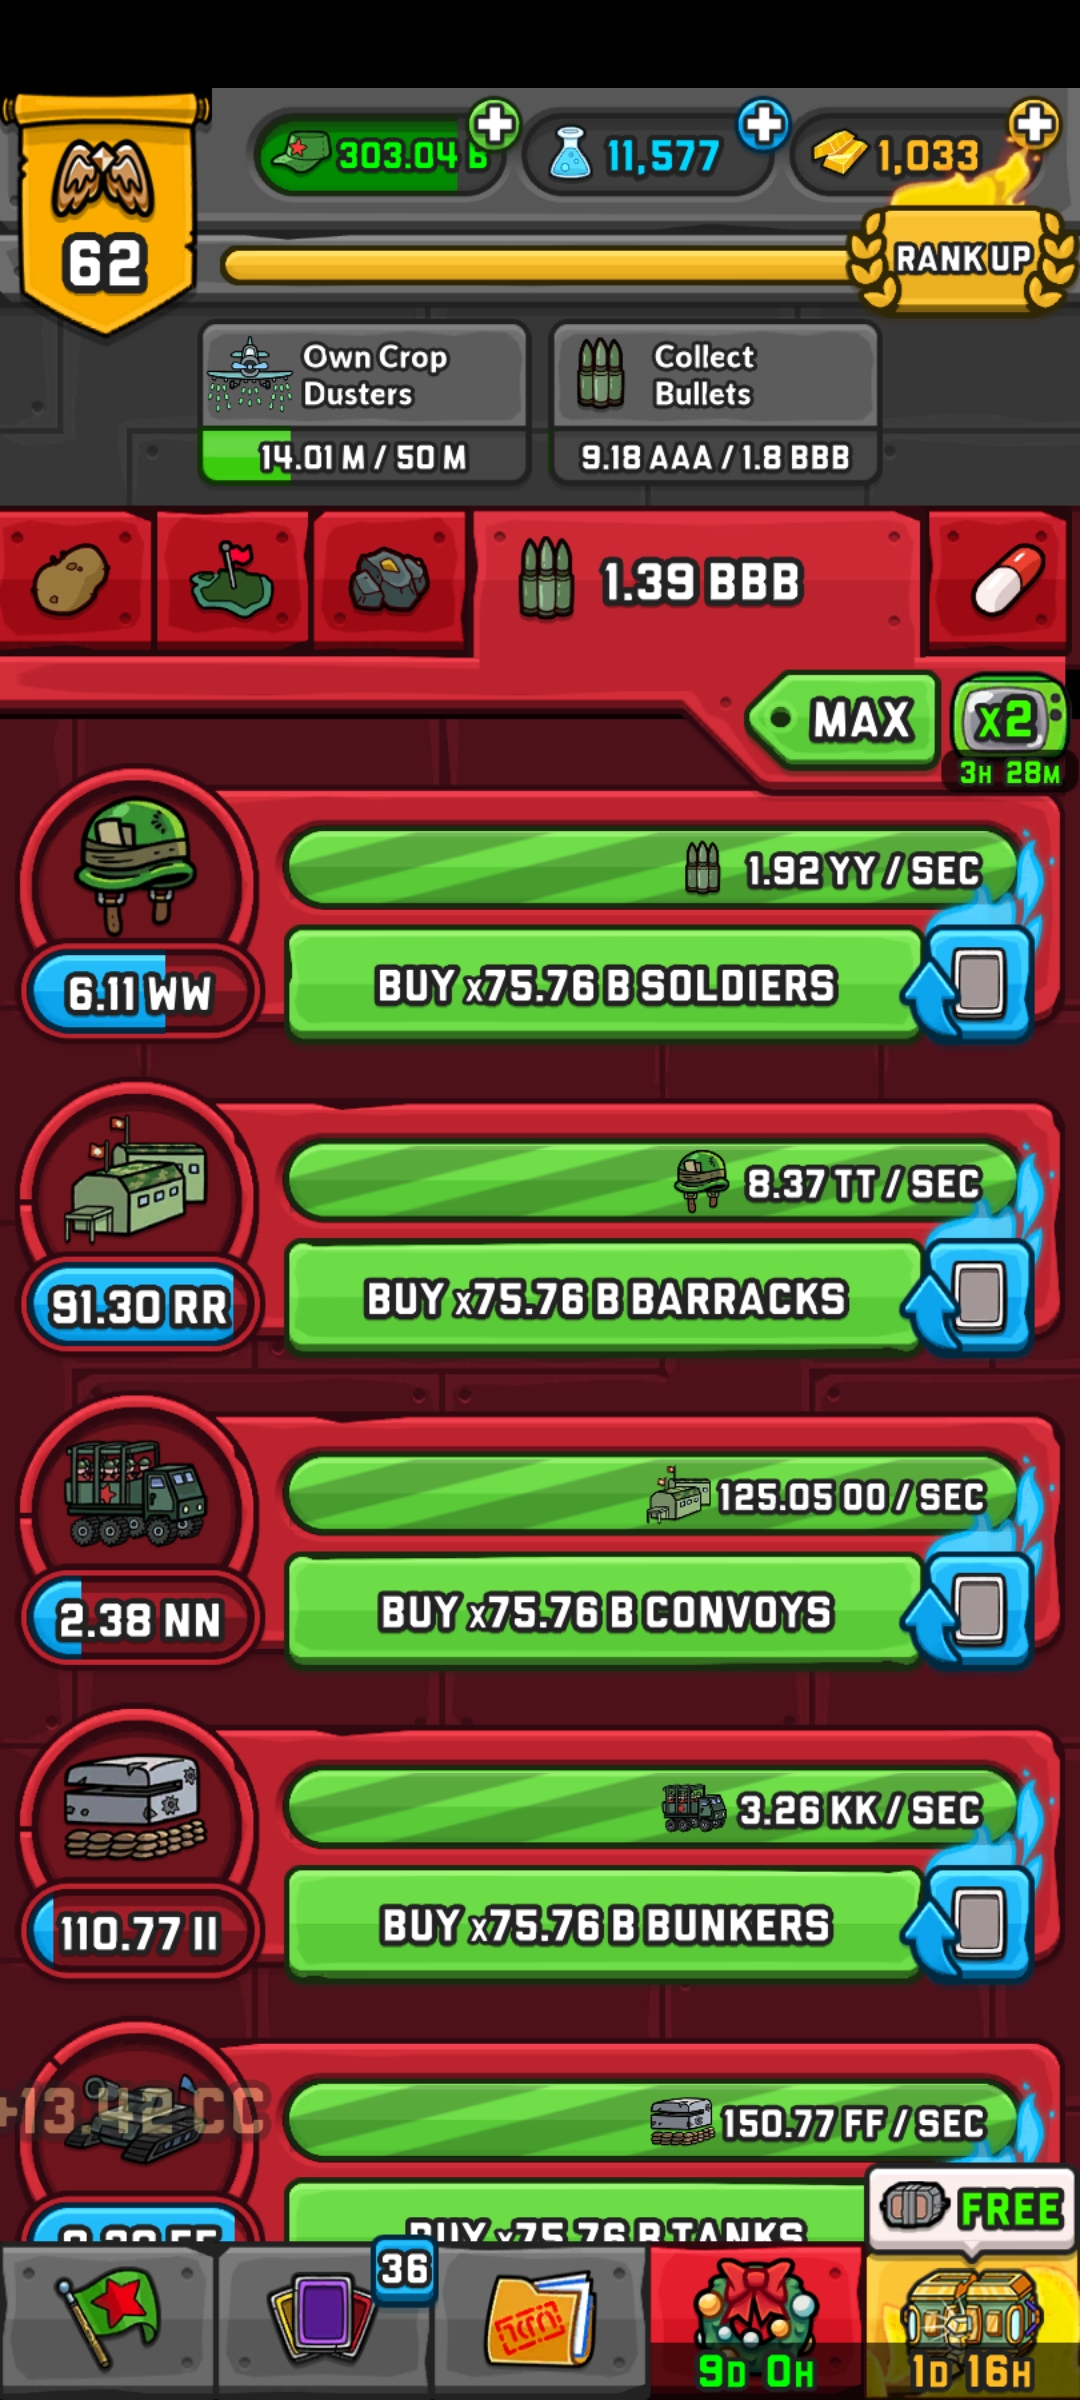 303.04 B
11,577
1,033
62
RANK UP
Own Crop
Dusters
14.01 M / 50 M
Collect
Bullets
9.18 AAA / 1.8 BBB
1.39 BBB
MAX
x2
3H 28M
1.92 YY / SEC
6.11 WW
BUY x75.76 B SOLDIERS
8.37 TT / SEC
91.30 RR
BUY x75.76 B BARRACKS
125.05 OO / SEC
2.38 NN
BUY x75.76 B CONVOYS
3.26 KK / SEC
110.77 II
BUY x75.76 B BUNKERS
+13.42 CC
150.77 FF / SEC
BUY x75.76 B TANKS
FREE
36
9D 0H
1D 16H